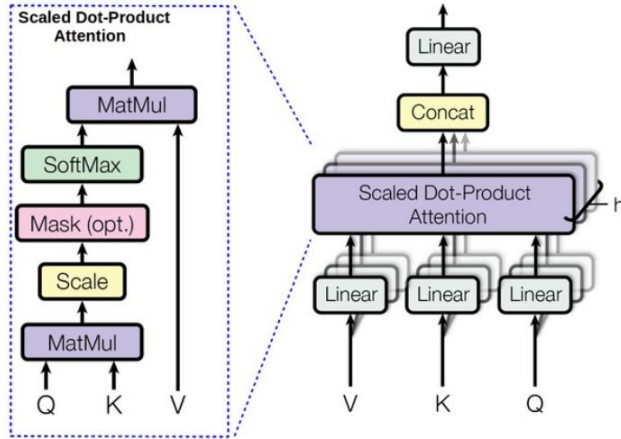 Scaled Dot-Product
Attention
MatMul
SoftMax
Mask (opt.)
Scale
MatMul
Q K V
Linear
Concat
Scaled Dot-Product
Attention
h
Linear Linear Linear
V K Q